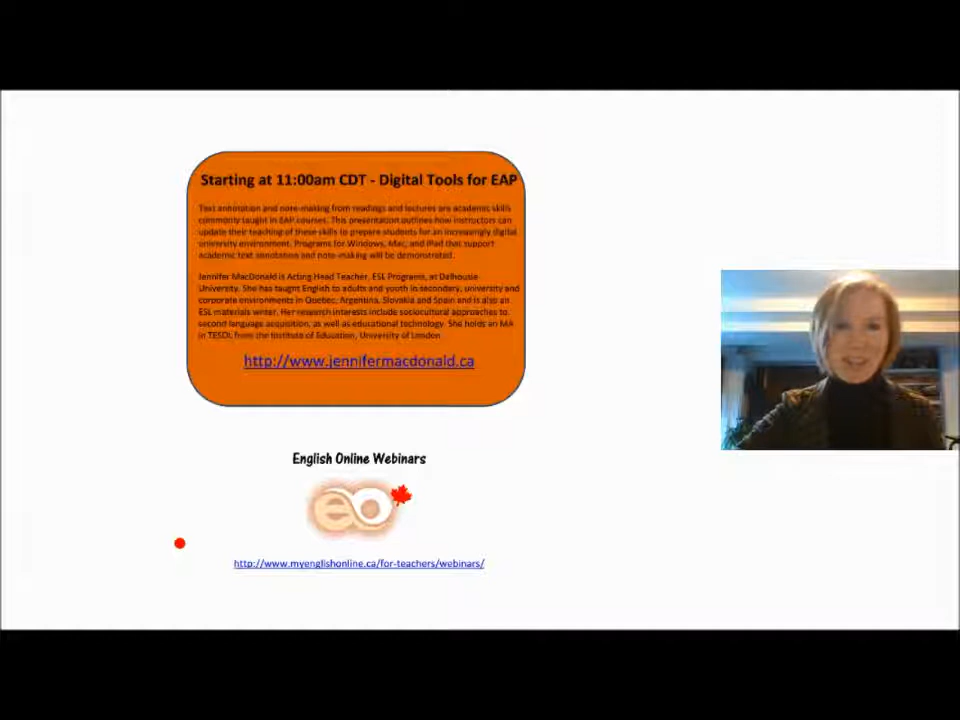 Starting at 11:00am CDT - Digital Tools for EAP
Text annotation and note-making from readings and lectures are academic skills
commonly taught in EAP courses. This presentation outlines how instructors can
update their teaching of these skills to prepare students for an increasingly digital
university environment. Programs for Windows, Mac, and iPad that support
academic text annotation and note-making will be demonstrated.
Jennifer MacDonald is Acting Head Teacher, ESL Programs, at Dalhousie
University. She has taught English to adults and youth in secondary, university and
corporate environments in Quebec, Argentina, Slovakia and Spain and is also an
ESL materials writer. Her research interests include sociocultural approaches to
second language acquisition, as well as educational technology. She holds an MA
in TESOL from the Institute of Education, University of London
http://www.jennifermacdonald.ca
English Online Webinars
eo
http://www.myenglishonline.ca/for-teachers/webinars/